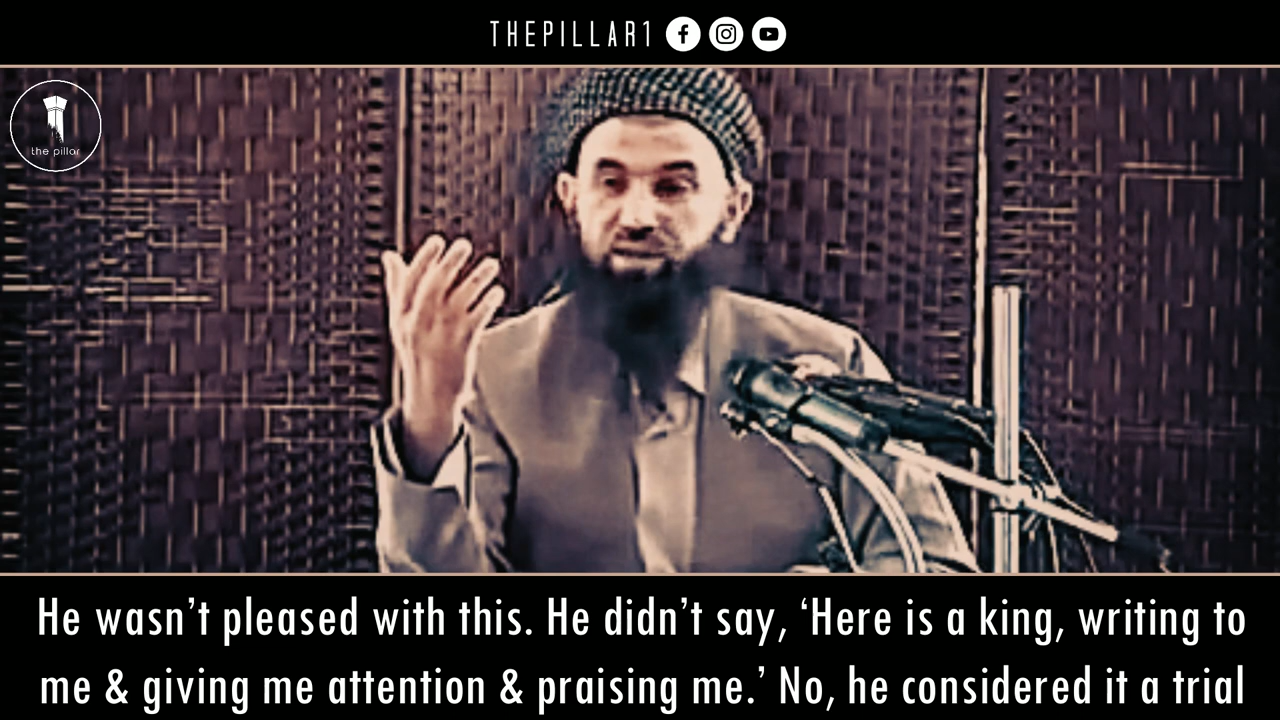 THEPILLAR1
the pillar
He wasn’t pleased with this. He didn’t say, ‘Here is a king, writing to
me & giving me attention & praising me.’ No, he considered it a trial